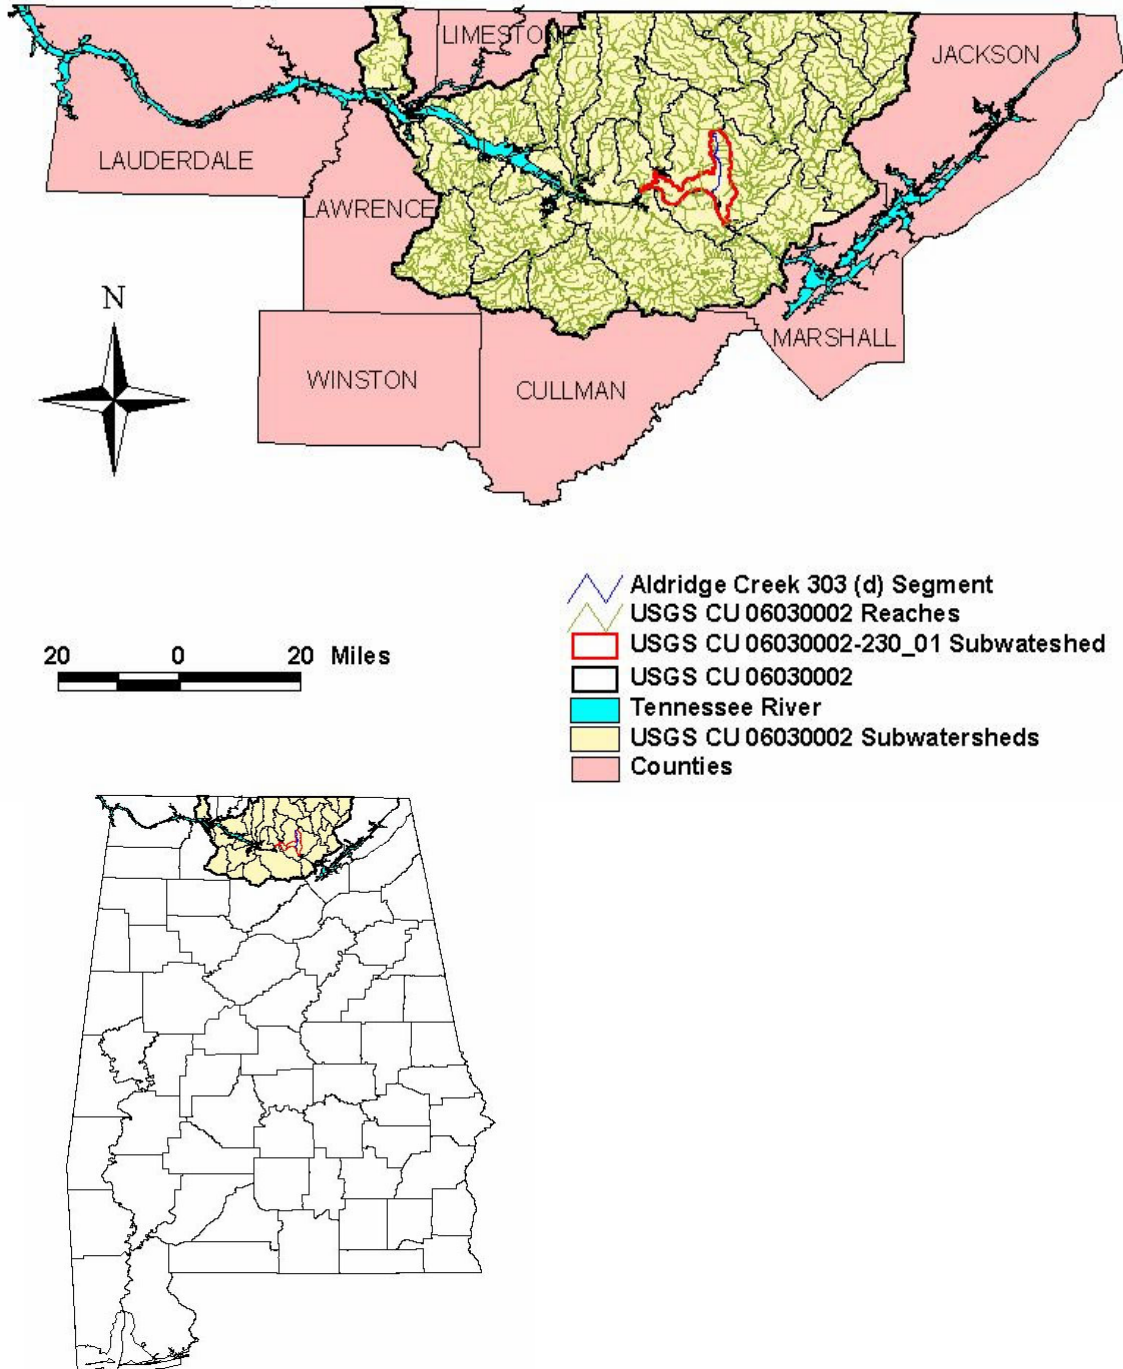 LIMESTONE
JACKSON
LAUDERDALE
LAWRENCE
N
MARSHALL
WINSTON
CULLMAN
Aldridge Creek 303 (d) Segment
USGS CU 06030002 Reaches
USGS CU 06030002-230_01 Subwateshed
20 0 20 Miles
USGS CU 06030002
Tennessee River
USGS CU 06030002 Subwatersheds
Counties